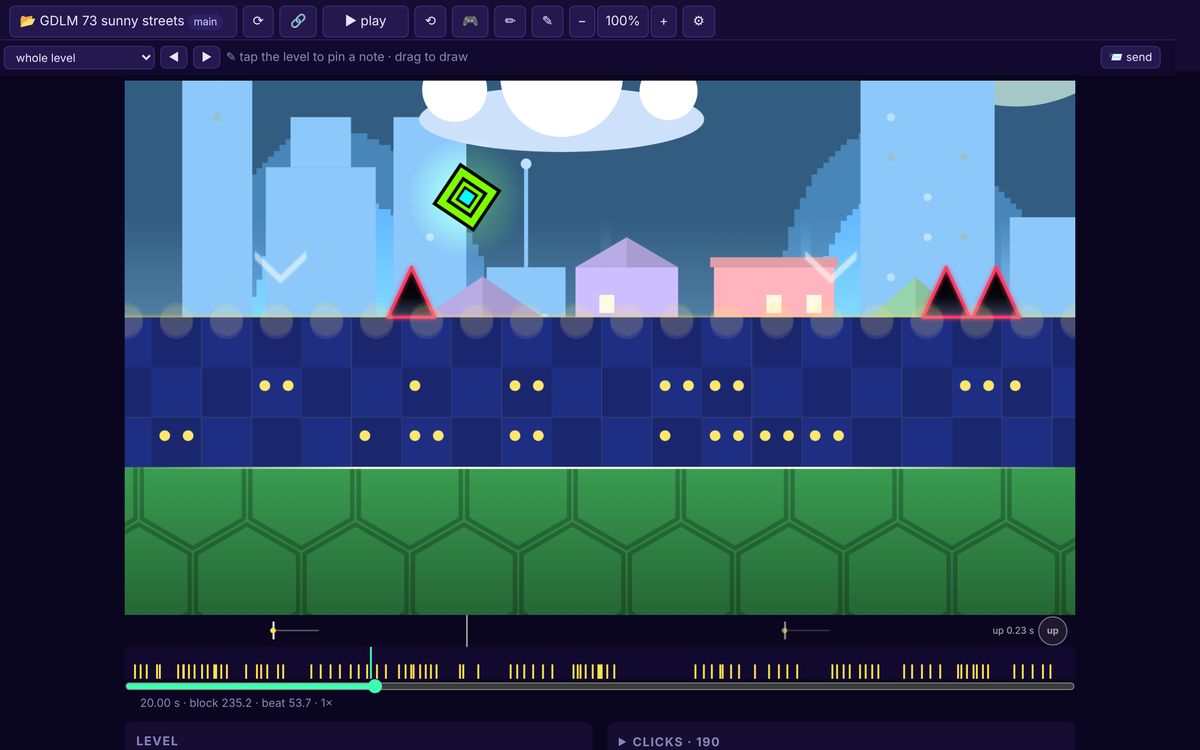 📂 GDLM 73 sunny streets main ⟳ 🔗 ▶ play ⟲ 🎮 ✏ ✎ − 100% + ⚙
whole level ◀ ▶ ✎ tap the level to pin a note · drag to draw 📨 send
up 0.23 s up
20.00 s · block 235.2 · beat 53.7 · 1×
LEVEL
▶ CLICKS · 190